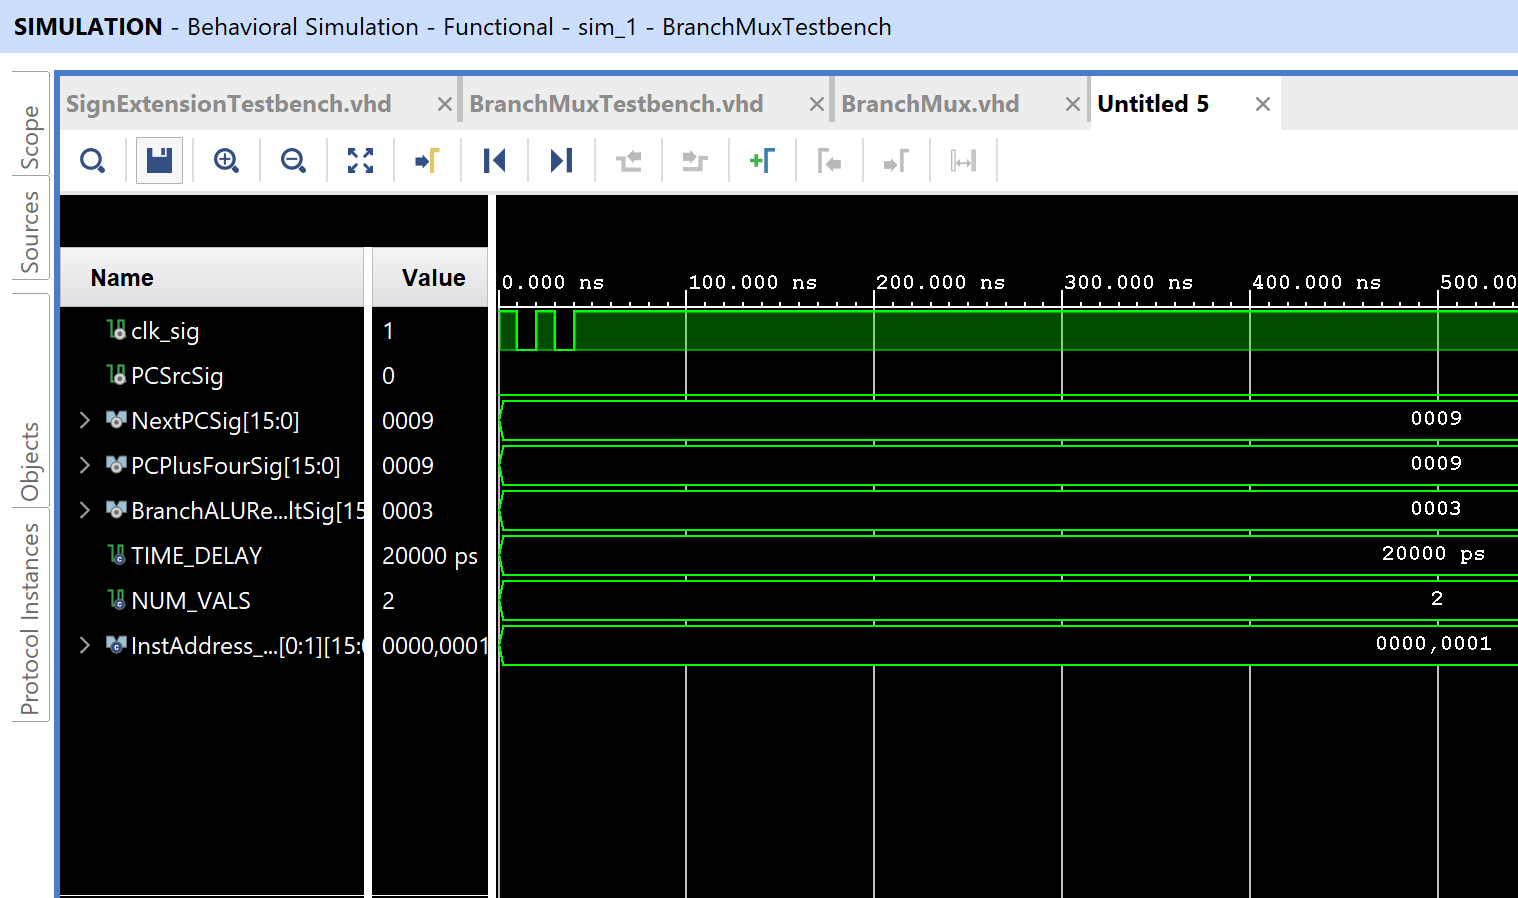 SIMULATION - Behavioral Simulation - Functional - sim_1 - BranchMuxTestbench
SignExtensionTestbench.vhd
BranchMuxTestbench.vhd
BranchMux.vhd
Untitled 5
Scope
Sources
Objects
Protocol Instances
Name Value
0.000 ns 100.000 ns 200.000 ns 300.000 ns 400.000 ns 500.00
clk_sig 1
PCSrcSig 0
NextPCSig[15:0] 0009 0009
PCPlusFourSig[15:0] 0009 0009
BranchALURe...ltSig[15 0003 0003
TIME_DELAY 20000 ps 20000 ps
NUM_VALS 2 2
InstAddress_...[0:1][15:0 0000,0001 0000,0001